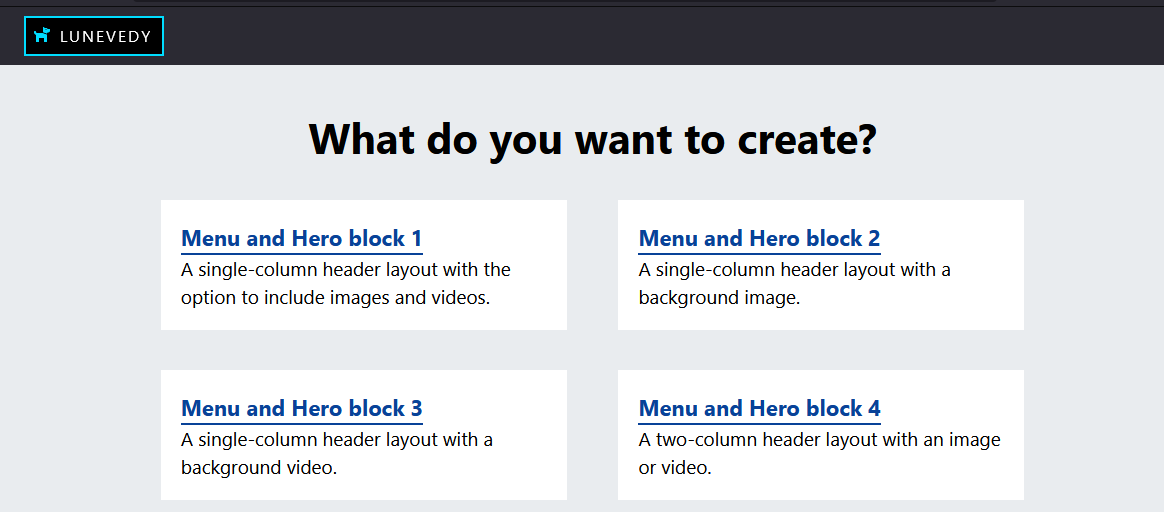 LUNEVEDY
What do you want to create?
Menu and Hero block 1
A single-column header layout with the
option to include images and videos.
Menu and Hero block 2
A single-column header layout with a
background image.
Menu and Hero block 3
A single-column header layout with a
background video.
Menu and Hero block 4
A two-column header layout with an image
or video.